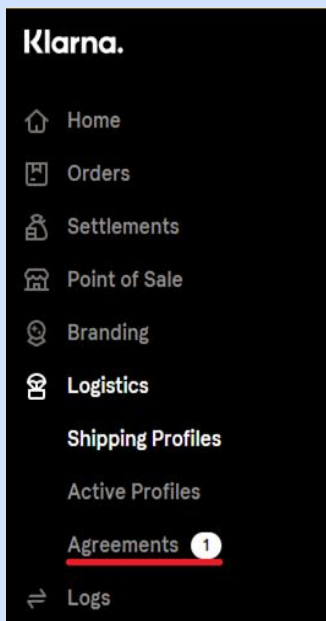 Klarna.
Home
Orders
Settlements
Point of Sale
Branding
Logistics
Shipping Profiles
Active Profiles
Agreements 1
Logs